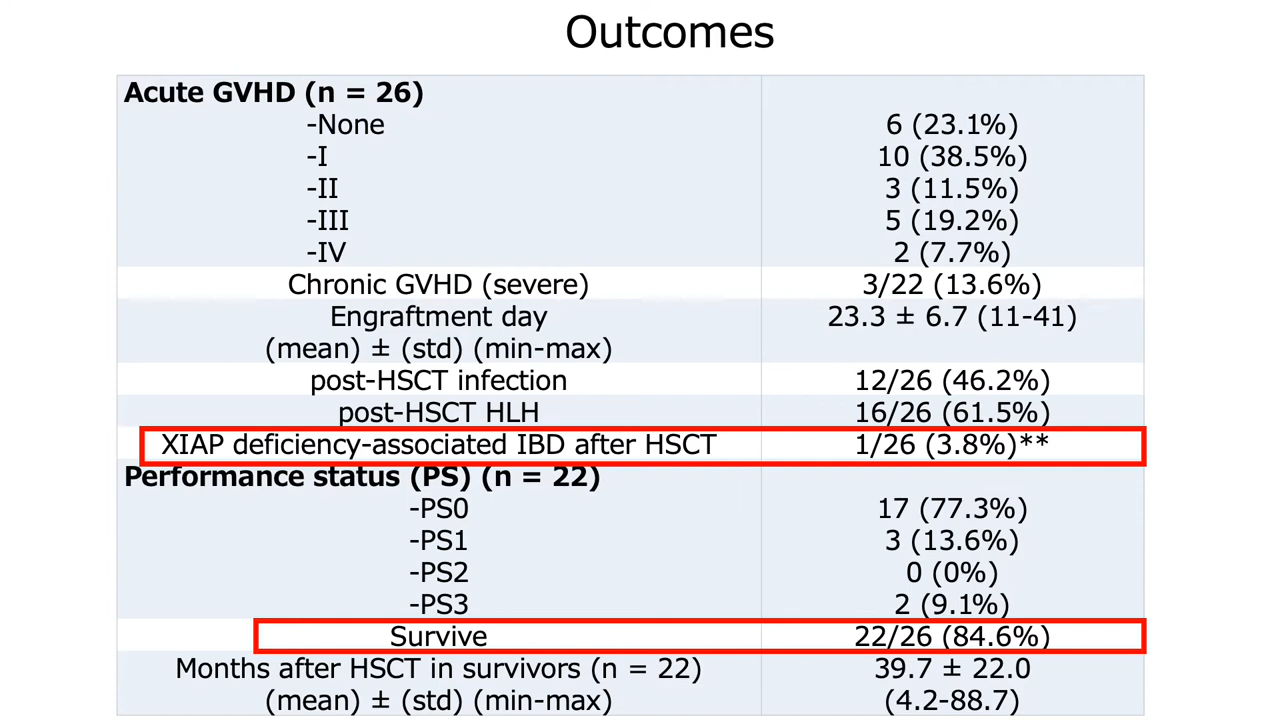 Outcomes
Acute GVHD (n = 26)
-None 6 (23.1%)
-I 10 (38.5%)
-II 3 (11.5%)
-III 5 (19.2%)
-IV 2 (7.7%)
Chronic GVHD (severe) 3/22 (13.6%)
Engraftment day 23.3 ± 6.7 (11-41)
(mean) ± (std) (min-max)
post-HSCT infection 12/26 (46.2%)
post-HSCT HLH 16/26 (61.5%)
XIAP deficiency-associated IBD after HSCT 1/26 (3.8%)**
Performance status (PS) (n = 22)
-PS0 17 (77.3%)
-PS1 3 (13.6%)
-PS2 0 (0%)
-PS3 2 (9.1%)
Survive 22/26 (84.6%)
Months after HSCT in survivors (n = 22) 39.7 ± 22.0
(mean) ± (std) (min-max) (4.2-88.7)